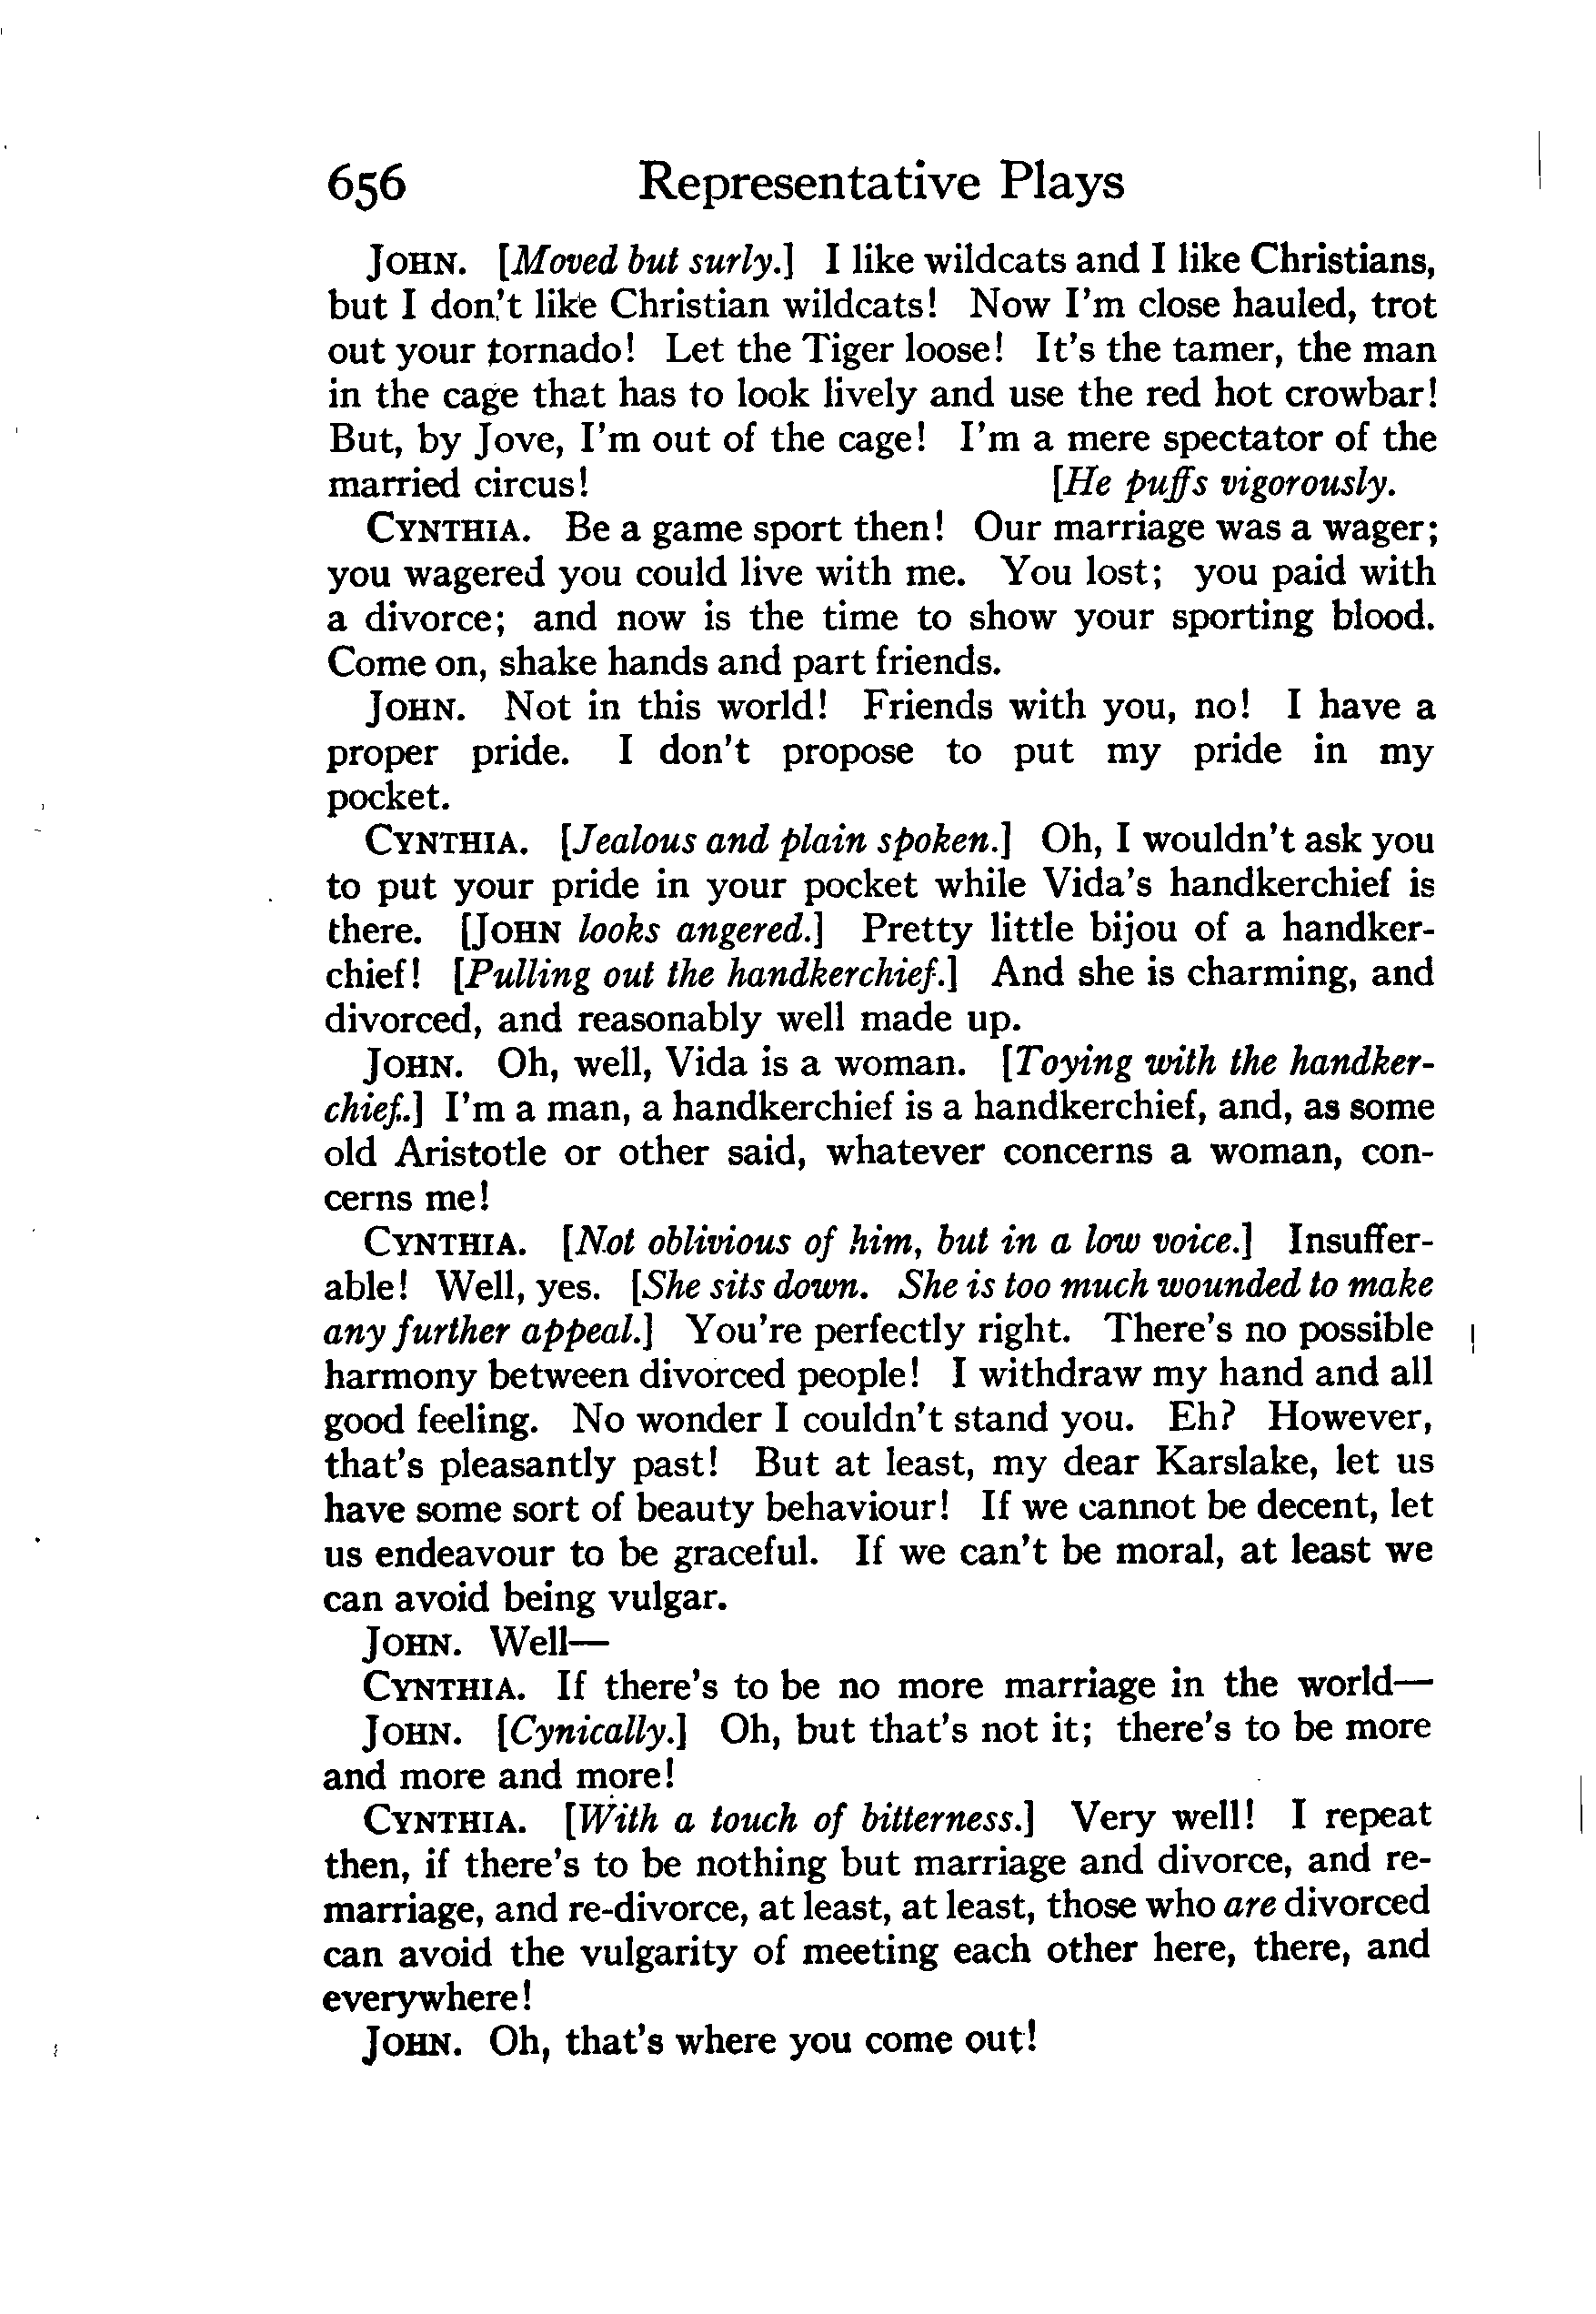 656 Representative Plays
JOHN. [Moved but surly.] I like wildcats and I like Christians,
but I don't like Christian wildcats! Now I'm close hauled, trot
out your tornado! Let the Tiger loose! It's the tamer, the man
in the cage that has to look lively and use the red hot crowbar!
But, by Jove, I'm out of the cage! I'm a mere spectator of the
married circus! [He puffs vigorously.
CYNTHIA. Be a game sport then! Our marriage was a wager;
you wagered you could live with me. You lost; you paid with
a divorce; and now is the time to show your sporting blood.
Come on, shake hands and part friends.
JOHN. Not in this world! Friends with you, no! I have a
proper pride. I don't propose to put my pride in my
pocket.
CYNTHIA. [Jealous and plain spoken.] Oh, I wouldn't ask you
to put your pride in your pocket while Vida's handkerchief is
there. [JOHN looks angered.] Pretty little bijou of a handker-
chief! [Pulling out the handkerchief.] And she is charming, and
divorced, and reasonably well made up.
JOHN. Oh, well, Vida is a woman. [Toying with the handker-
chief.] I'm a man, a handkerchief is a handkerchief, and, as some
old Aristotle or other said, whatever concerns a woman, con-
cerns me!
CYNTHIA. [Not oblivious of him, but in a low voice.] Insuffer-
able! Well, yes. [She sits down. She is too much wounded to make
any further appeal.] You're perfectly right. There's no possible
harmony between divorced people! I withdraw my hand and all
good feeling. No wonder I couldn't stand you. Eh? However,
that's pleasantly past! But at least, my dear Karslake, let us
have some sort of beauty behaviour! If we cannot be decent, let
us endeavour to be graceful. If we can't be moral, at least we
can avoid being vulgar.
JOHN. Well—
CYNTHIA. If there's to be no more marriage in the world—
JOHN. [Cynically.] Oh, but that's not it; there's to be more
and more and more!
CYNTHIA. [With a touch of bitterness.] Very well! I repeat
then, if there's to be nothing but marriage and divorce, and re-
marriage, and re-divorce, at least, at least, those who are divorced
can avoid the vulgarity of meeting each other here, there, and
everywhere!
JOHN. Oh, that's where you come out!